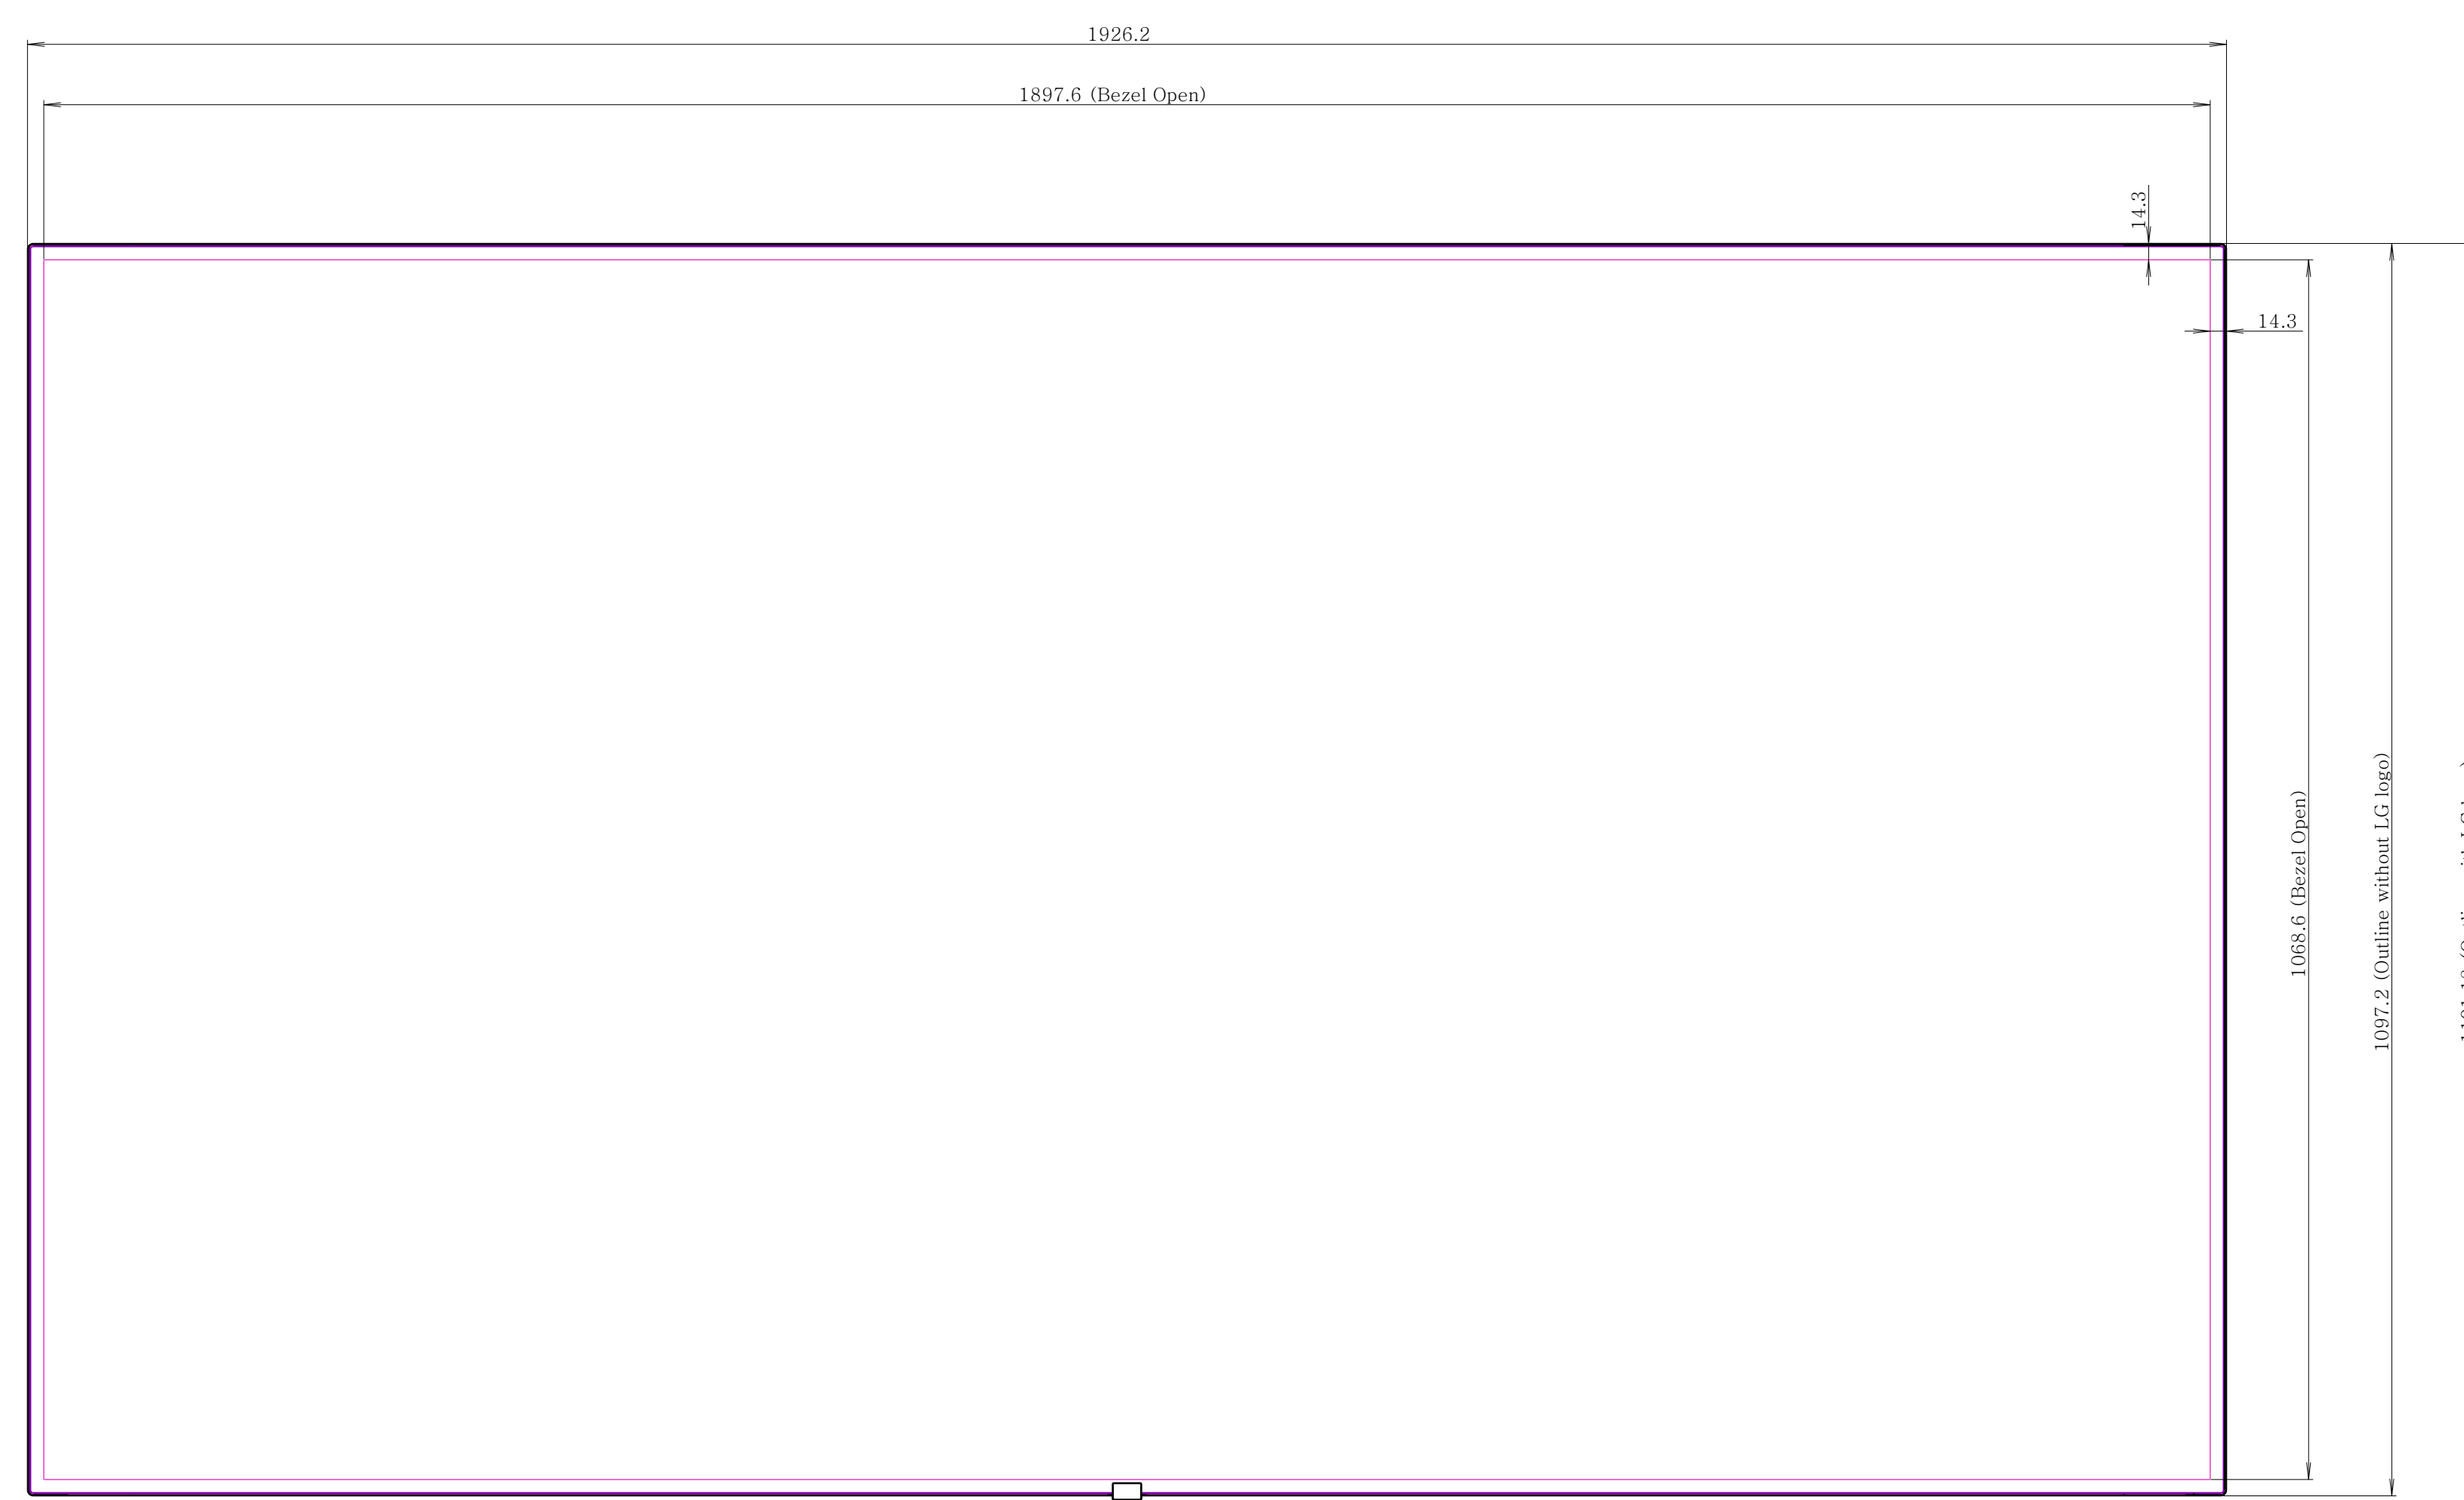 1926.2
1897.6 (Bezel Open)
14.3
14.3
1068.6 (Bezel Open)
1097.2 (Outline without LG logo)